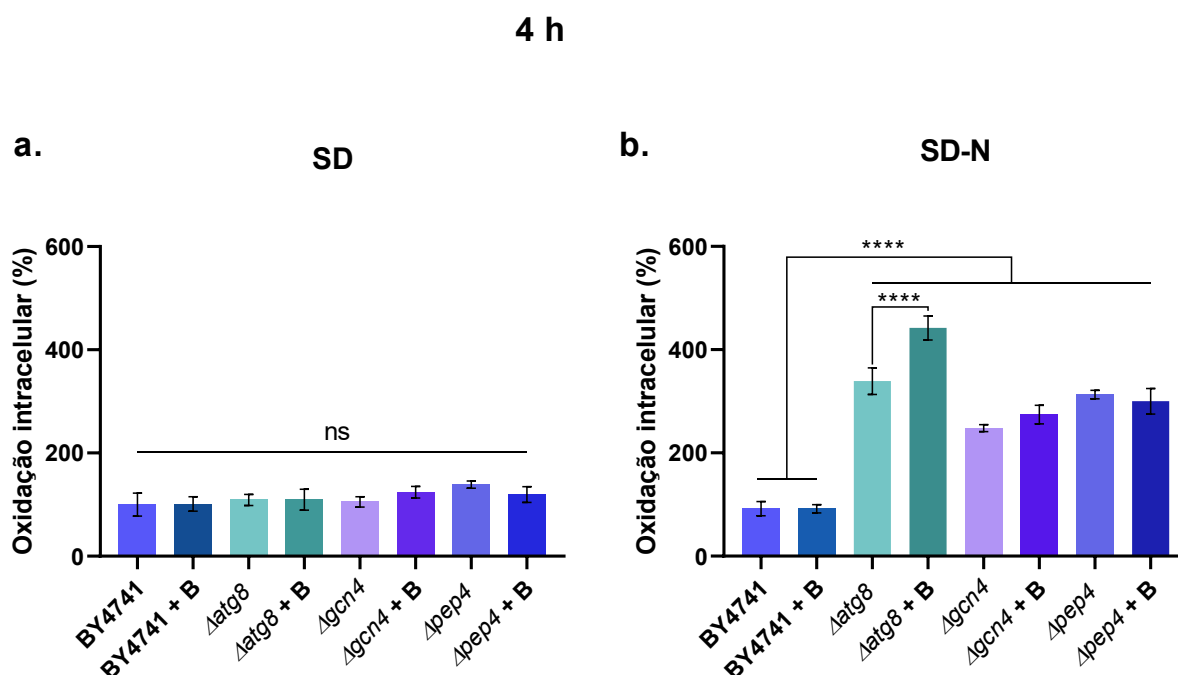 4 h
a.
SD
Oxidação intracelular (%)
600
400
200
0
ns
BY4741
BY4741 + B
Δatg8
Δatg8 + B
Δgcn4
Δgcn4 + B
Δpep4
Δpep4 + B
b.
SD-N
Oxidação intracelular (%)
600
400
200
0
****
****
BY4741
BY4741 + B
Δatg8
Δatg8 + B
Δgcn4
Δgcn4 + B
Δpep4
Δpep4 + B